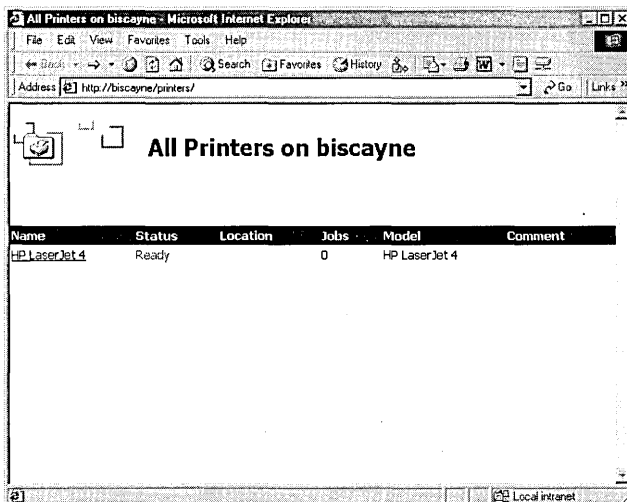 All Printers on biscayne - Microsoft Internet Explorer
File Edit View Favorites Tools Help
Back Search Favorites History
Address http://biscayne/printers/ Go Links »
All Printers on biscayne
Name Status Location Jobs Model Comment
HP LaserJet 4 Ready 0 HP LaserJet 4
Local intranet